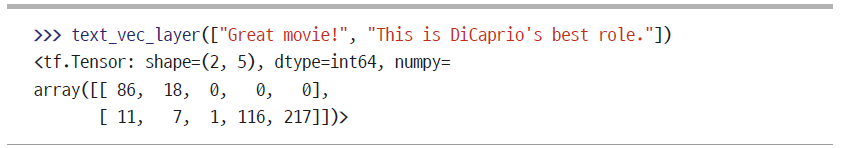 >>> text_vec_layer(["Great movie!", "This is DiCaprio's best role."])
<tf.Tensor: shape=(2, 5), dtype=int64, numpy=
array([[ 86,  18,  0,   0,   0],
       [ 11,   7,  1, 116, 217]])>